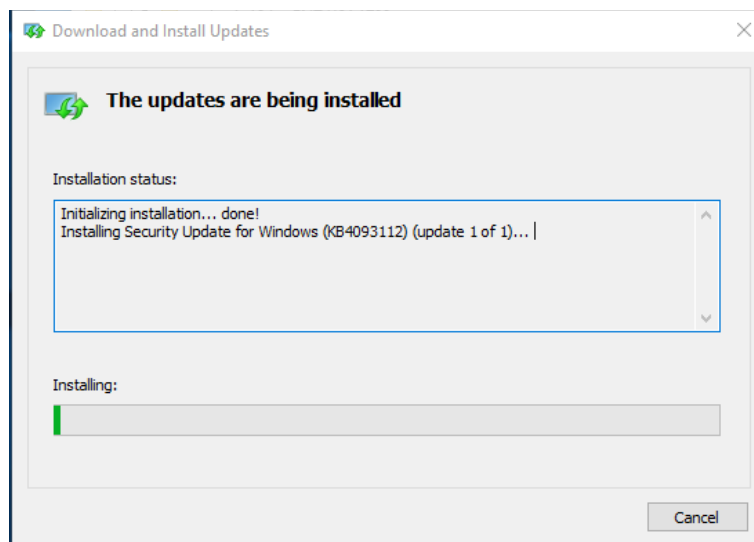 Download and Install Updates
The updates are being installed
Installation status:
Initializing installation... done!
Installing Security Update for Windows (KB4093112) (update 1 of 1)...
Installing:
Cancel